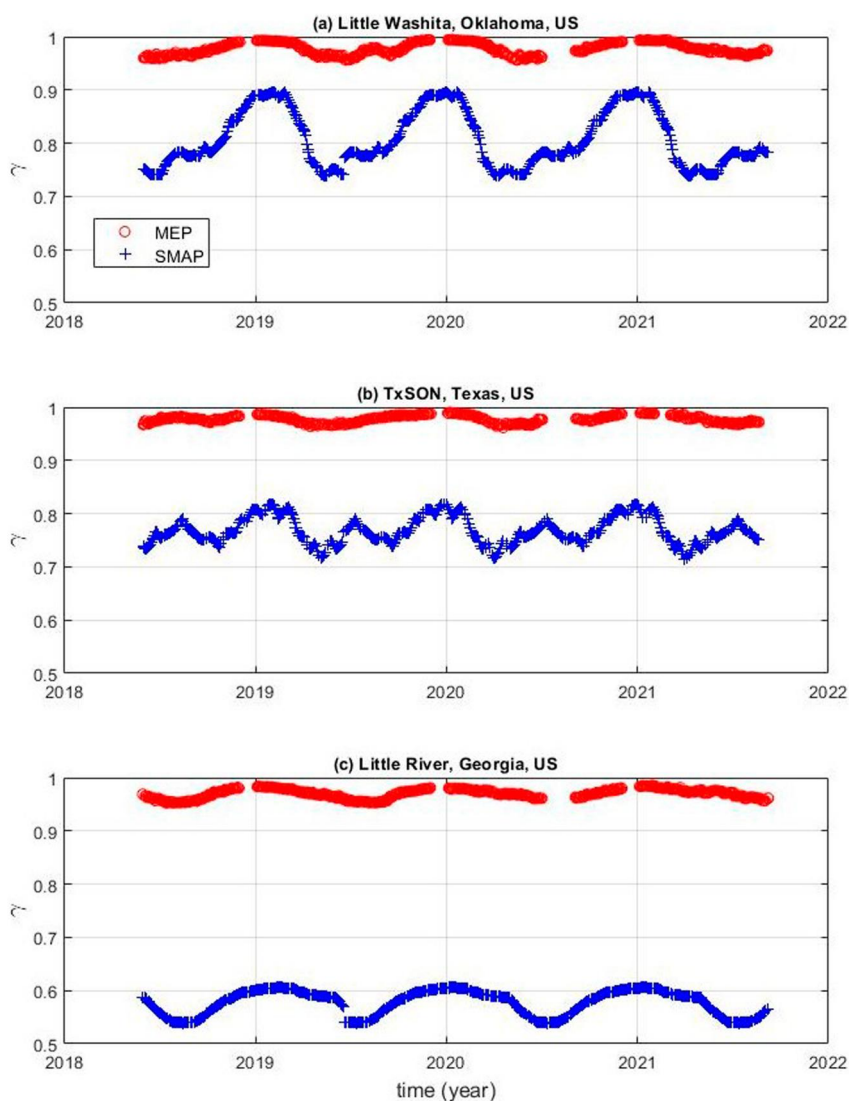 (a) Little Washita, Oklahoma, US
1
0.9
0.8
0.7
0.6
0.5
γ
MEP
SMAP
2018 2019 2020 2021 2022
(b) TxSON, Texas, US
1
0.9
0.8
0.7
0.6
0.5
γ
2018 2019 2020 2021 2022
(c) Little River, Georgia, US
1
0.9
0.8
0.7
0.6
0.5
γ
2018 2019 2020 2021 2022
time (year)